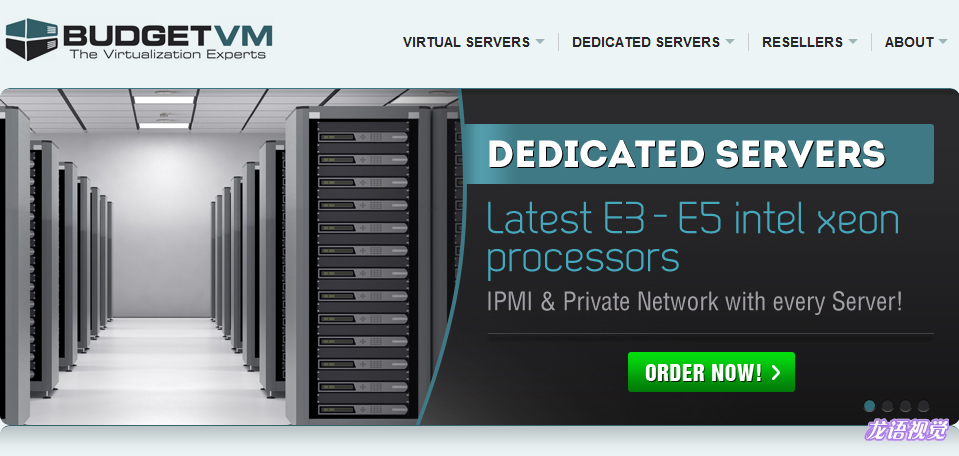 BUDGETVM
The Virtualization Experts
VIRTUAL SERVERS
DEDICATED SERVERS
RESELLERS
ABOUT
DEDICATED SERVERS
Latest E3 - E5 intel xeon
processors
IPMI & Private Network with every Server!
ORDER NOW!
龙语视觉